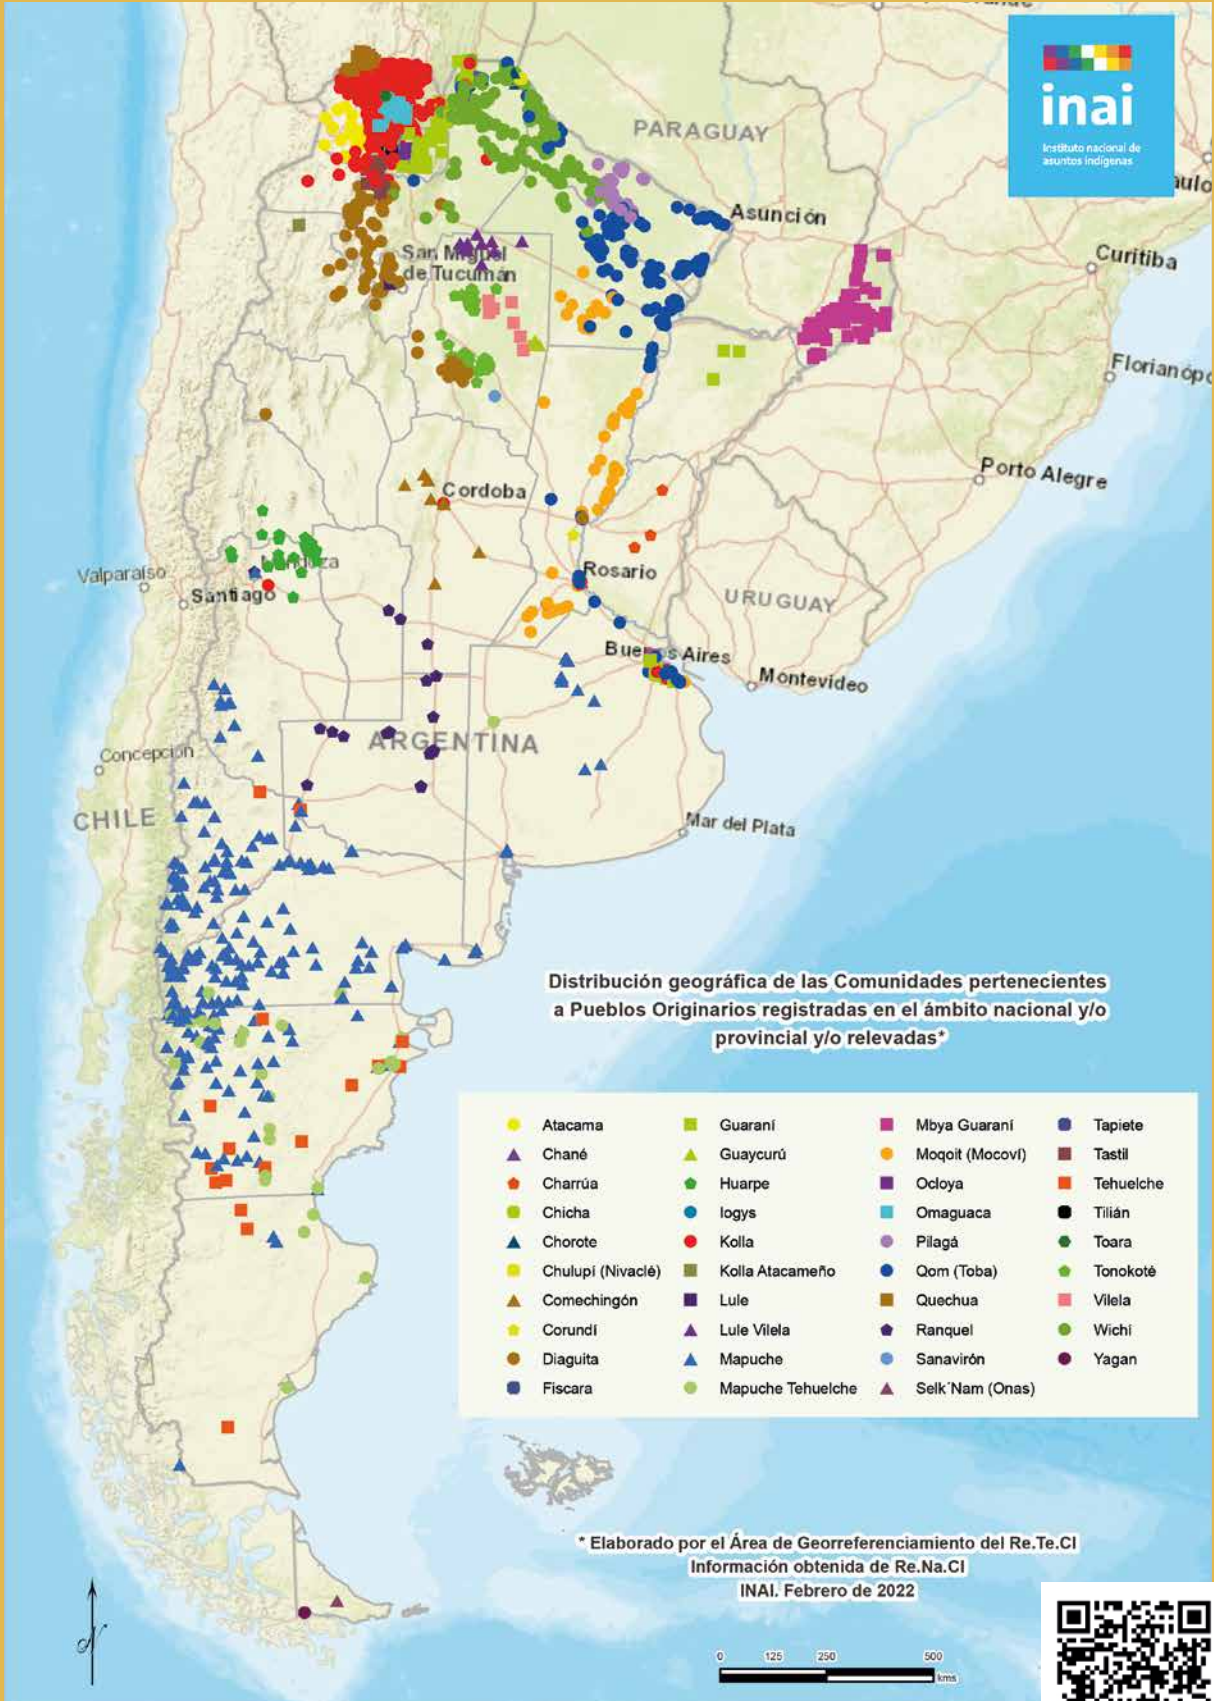 inai
Instituto nacional de
asuntos indígenas
PARAGUAY
Asunción
Curitiba
San Miguel
de Tucumán
Porto Alegre
Cordoba
Mendoza
Valparaíso
Santiago
Rosario
URUGUAY
Buenos Aires
Montevideo
ARGENTINA
Concepción
CHILE
Mar del Plata
Distribución geográfica de las Comunidades pertenecientes
a Pueblos Originarios registradas en el ámbito nacional y/o
provincial y/o relevadas*
Atacama
Chané
Charrúa
Chicha
Chorote
Chulupí (Nivaclé)
Comechingón
Corundí
Diaguita
Fiscara
Guaraní
Guaycurú
Huarpe
Iogys
Kolla
Kolla Atacameño
Lule
Lule Vilela
Mapuche
Mapuche Tehuelche
Mbya Guaraní
Moqoit (Mocoví)
Ocloya
Omaguaca
Pilagá
Qom (Toba)
Quechua
Ranquel
Sanavirón
Selk´Nam (Onas)
Tapiete
Tastil
Tehuelche
Tilián
Toara
Tonokoté
Vilela
Wichí
Yagan
* Elaborado por el Área de Georreferenciamiento del Re.Te.CI
Información obtenida de Re.Na.CI
INAI. Febrero de 2022
N
0 125 250 500
kms